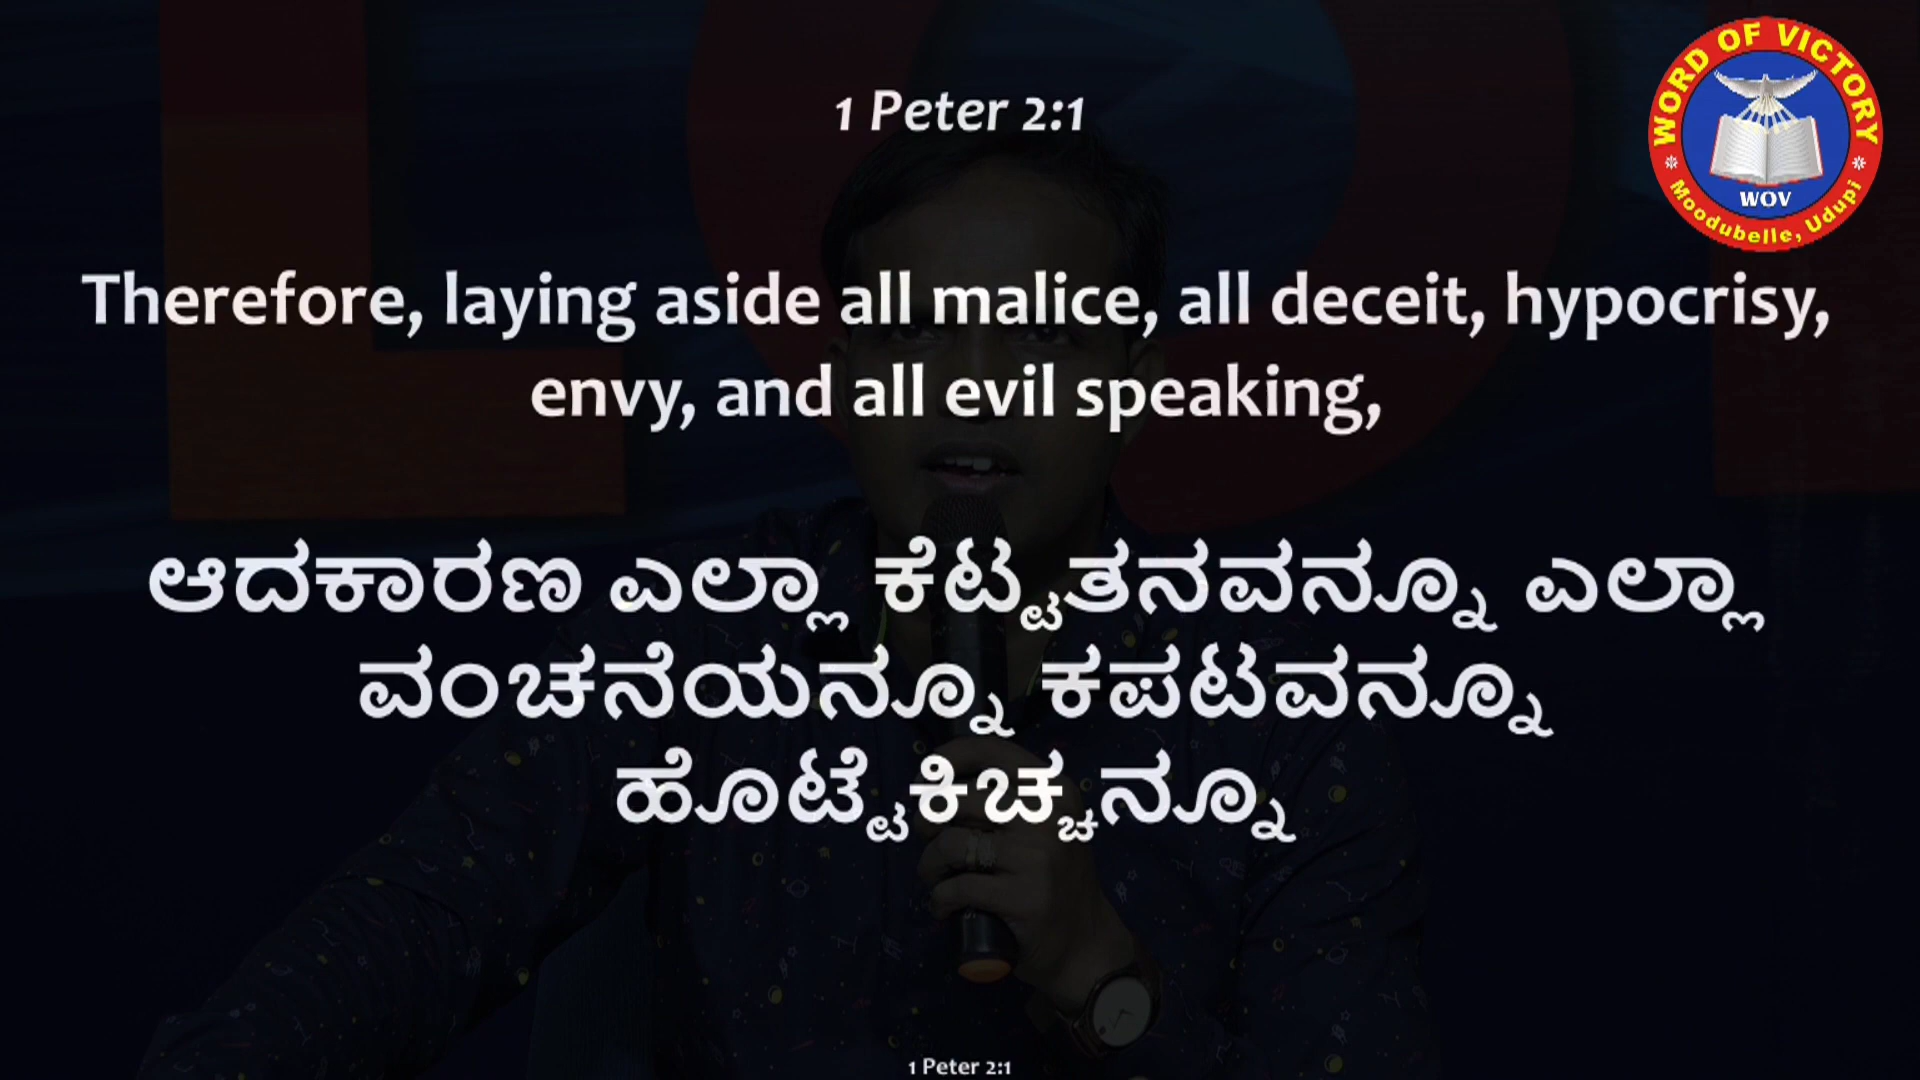 1 Peter 2:1
WORD OF VICTORY
WOV
Moodubelle, Udupi
Therefore, laying aside all malice, all deceit, hypocrisy,
envy, and all evil speaking,
ಆದಕಾರಣ ಎಲ್ಲಾ ಕೆಟ್ಟತನವನ್ನೂ ಎಲ್ಲಾ
ವಂಚನೆಯನ್ನೂ ಕಪಟವನ್ನೂ
ಹೊಟ್ಟೆಕಿಚ್ಚನ್ನೂ
1 Peter 2:1